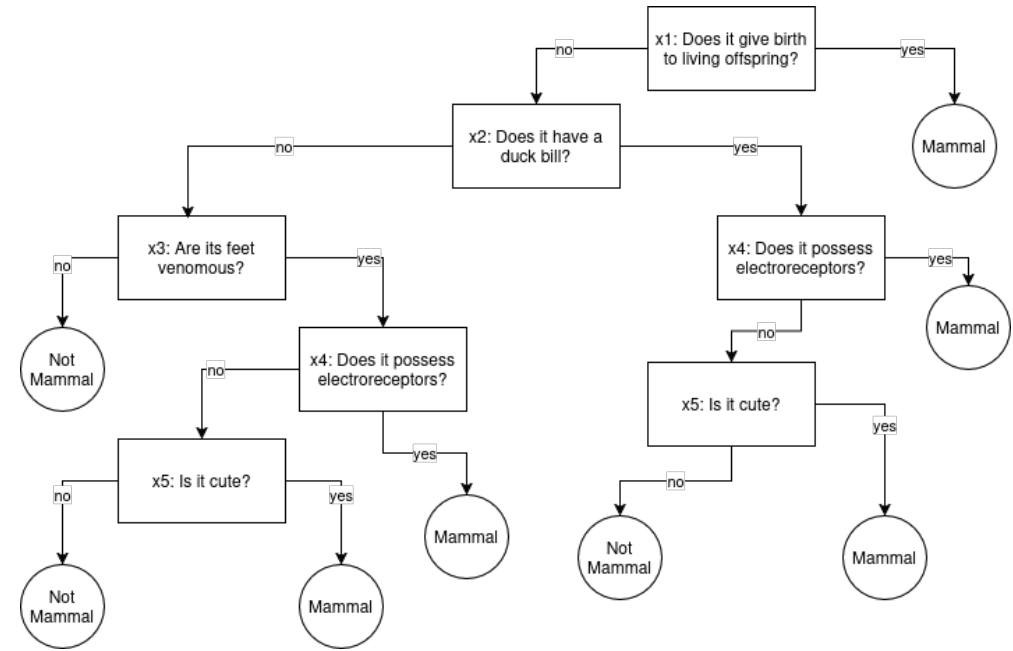 x1: Does it give birth
to living offspring?
no
yes
x2: Does it have a
duck bill?
Mammal
no
yes
x3: Are its feet
venomous?
x4: Does it possess
electroreceptors?
no
yes
yes
Not
Mammal
Mammal
no
x4: Does it possess
electroreceptors?
no
x5: Is it cute?
yes
yes
x5: Is it cute?
no
no
yes
Mammal
Not
Mammal
Mammal
Not
Mammal
Mammal